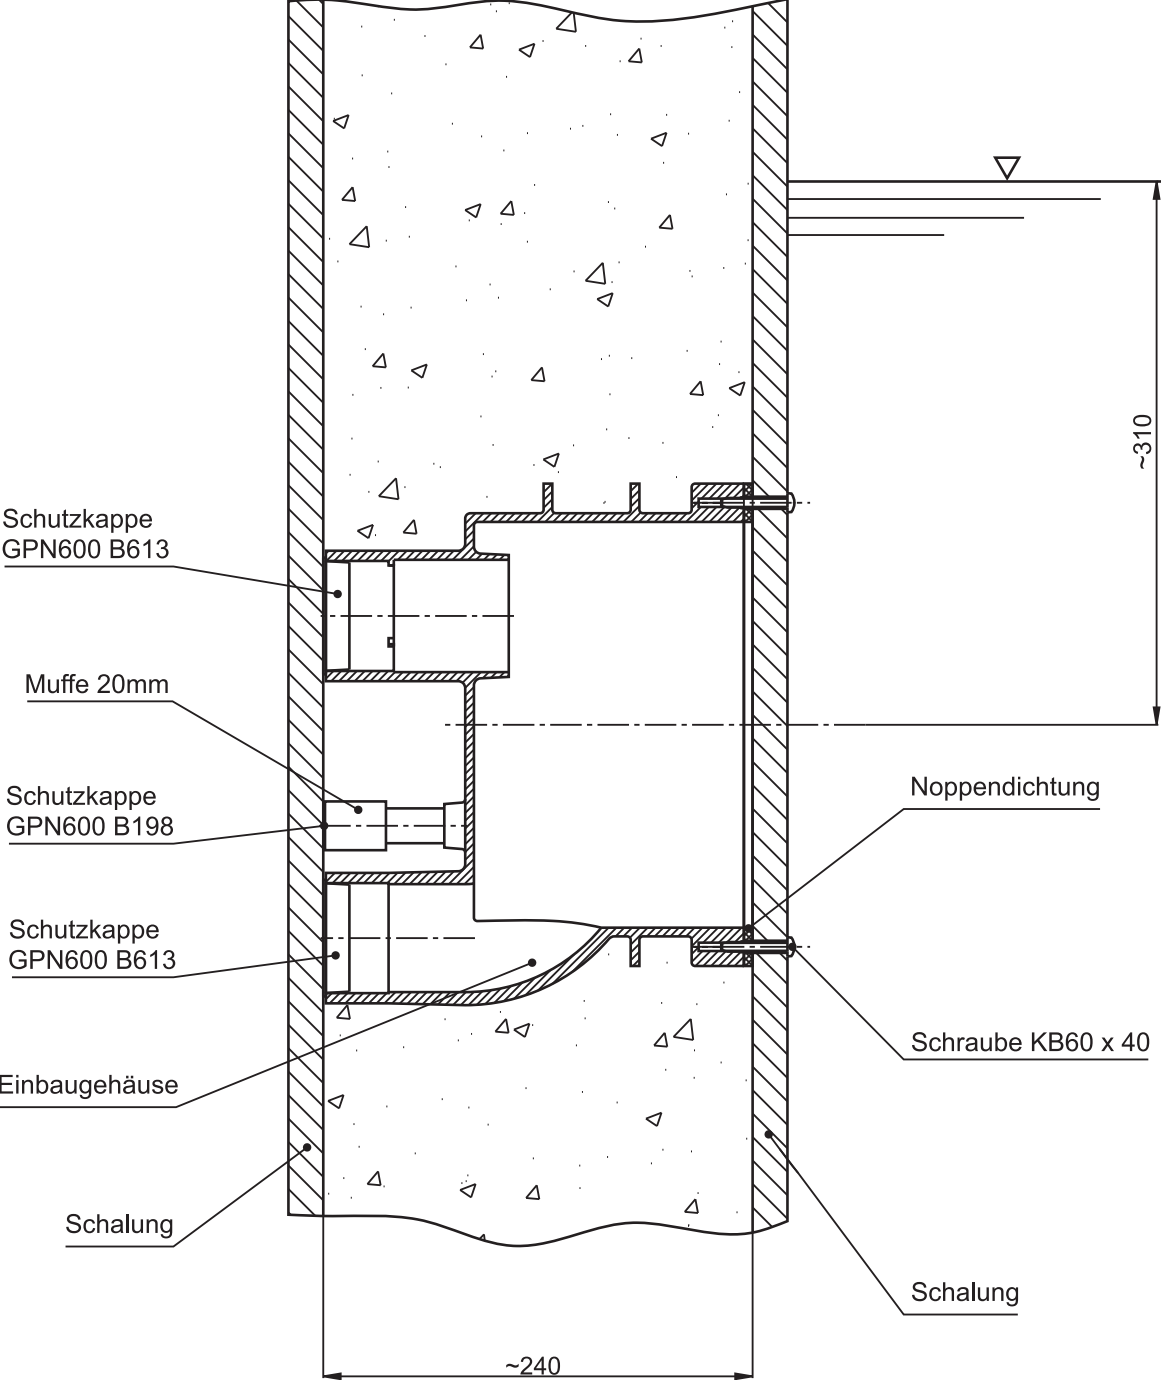 ~310
Schutzkappe
GPN600 B613
Muffe 20mm
Schutzkappe
GPN600 B198
Noppendichtung
Schutzkappe
GPN600 B613
Schraube KB60 x 40
Einbaugehäuse
Schalung
Schalung
~240